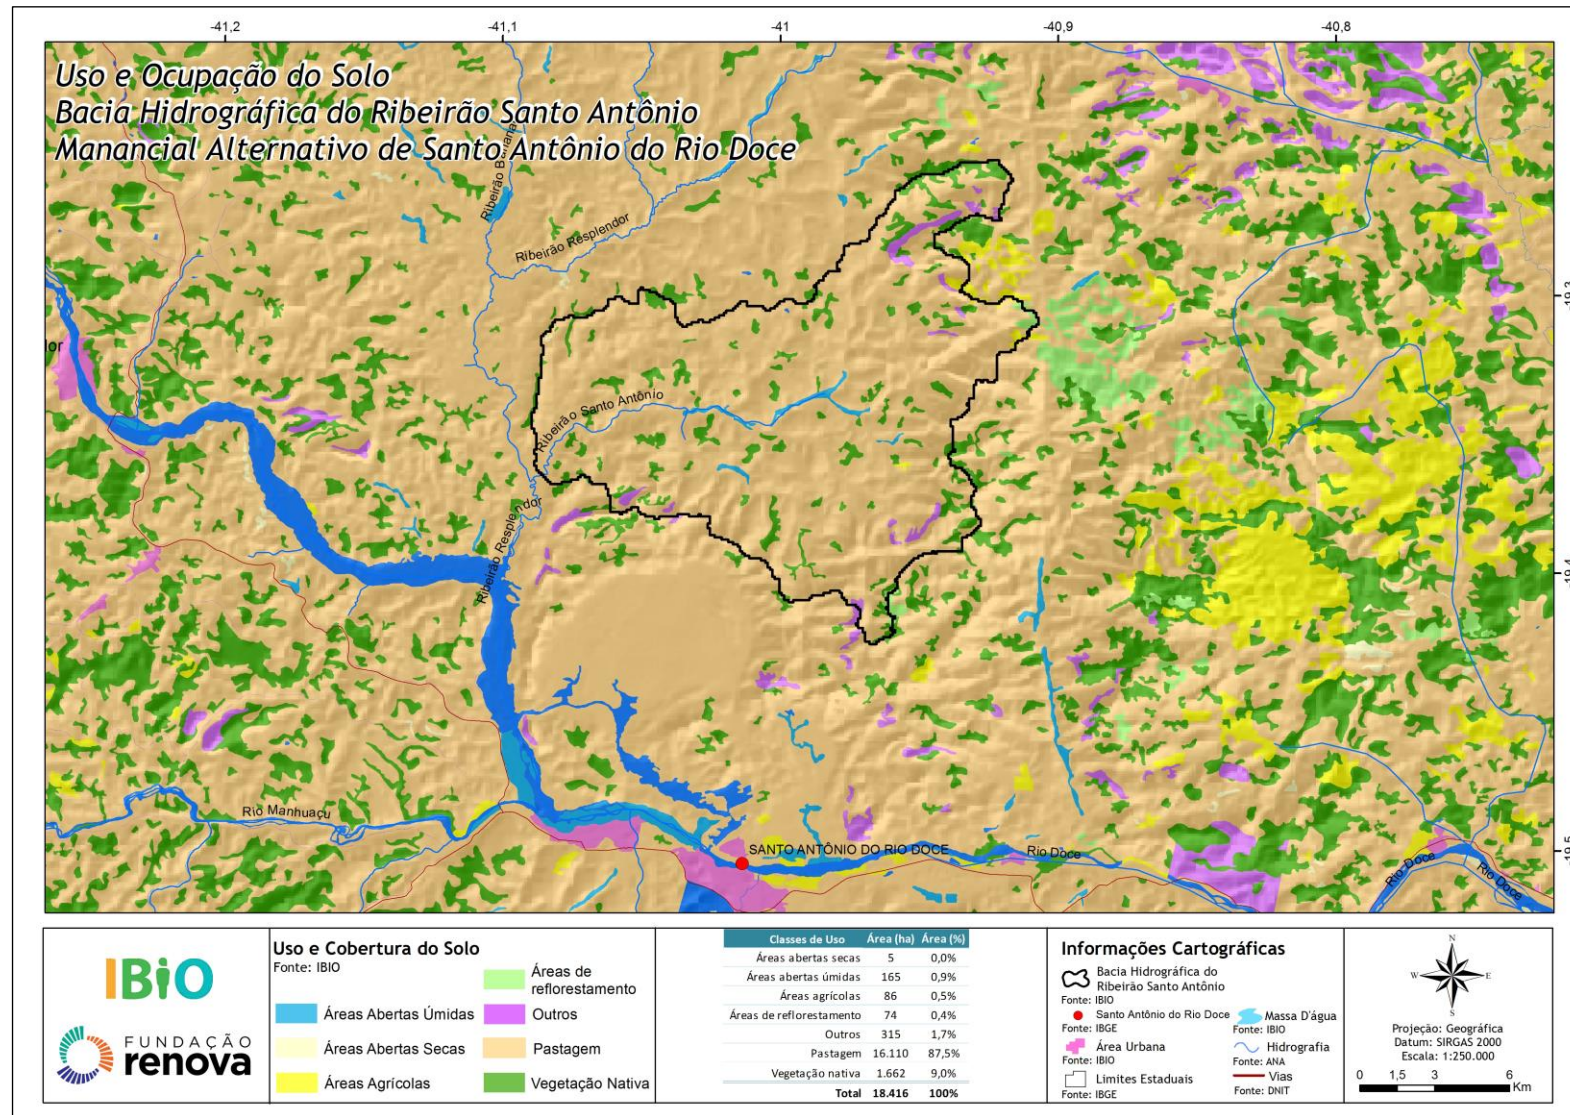 -41,2
-41,1
-41
-40,9
-40,8
Uso e Ocupação do Solo
Bacia Hidrográfica do Ribeirão Santo Antônio
Manancial Alternativo de Santo Antônio do Rio Doce
Ribeirão Resplendor
-19,3
lor
Ribeirão Santo Antônio
Ribeirão Resplendor
-19,4
Rio Manhuaçu
SANTO ANTÔNIO DO RIO DOCE
Rio Doce
Rio Doce
Rio Doce
-19,5
IBiO
FUNDAÇÃO
renova
Uso e Cobertura do Solo
Fonte: IBIO
Áreas Abertas Úmidas
Áreas Abertas Secas
Áreas Agrícolas
Áreas de
reflorestamento
Outros
Pastagem
Vegetação Nativa
Classes de Uso Área (ha) Área (%)
Áreas abertas secas 5 0,0%
Áreas abertas úmidas 165 0,9%
Áreas agrícolas 86 0,5%
Áreas de reflorestamento 74 0,4%
Outros 315 1,7%
Pastagem 16.110 87,5%
Vegetação nativa 1.662 9,0%
Total 18.416 100%
Informações Cartográficas
Bacia Hidrográfica do
Ribeirão Santo Antônio
Fonte: IBIO
Santo Antônio do Rio Doce
Fonte: IBGE
Área Urbana
Fonte: IBIO
Limites Estaduais
Fonte: IBGE
Massa D'água
Fonte: IBIO
Hidrografia
Fonte: ANA
Vias
Fonte: DNIT
N
W E
S
Projeção: Geográfica
Datum: SIRGAS 2000
Escala: 1:250.000
0 1,5 3 6
Km